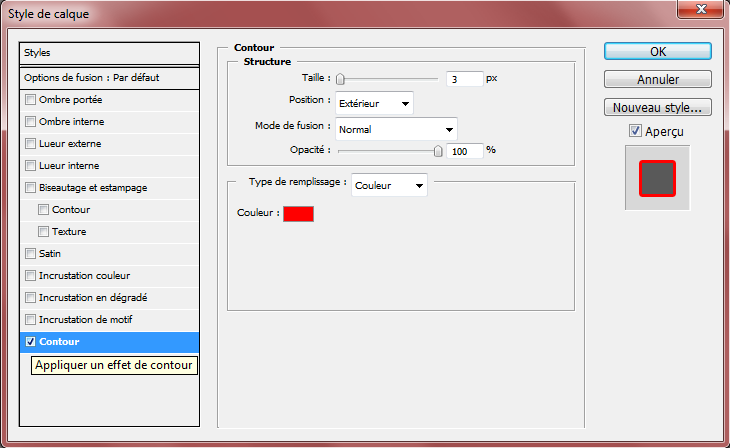 Style de calque
Styles
Options de fusion : Par défaut
Ombre portée
Ombre interne
Lueur externe
Lueur interne
Biseautage et estampage
Contour
Texture
Satin
Incrustation couleur
Incrustation en dégradé
Incrustation de motif
Contour
Appliquer un effet de contour
Contour
Structure
Taille : 3 px
Position : Extérieur
Mode de fusion : Normal
Opacité : 100 %
Type de remplissage : Couleur
Couleur :
OK
Annuler
Nouveau style...
Aperçu